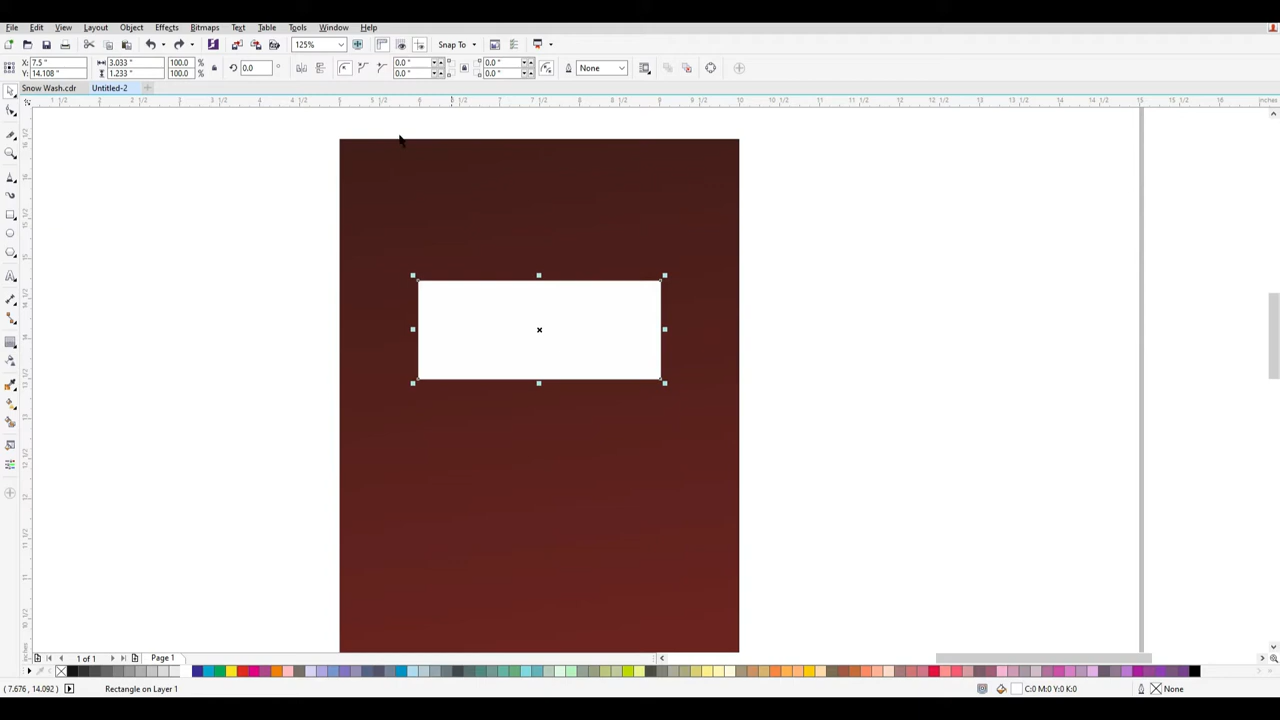 File Edit View Layout Object Effects Bitmaps Text Table Tools Window Help
125% Snap To
X: 7.5 " 3.033 " 100.0 % 0.0 ° 0.0 " 0.0 " None
Y: 14.108 " 1.233 " 100.0 % 0.0 " 0.0 "
Snow Wash.cdr Untitled-2
inches
1 of 1 Page 1
( 7.676, 14.092 ) Rectangle on Layer 1 C:0 M:0 Y:0 K:0 None